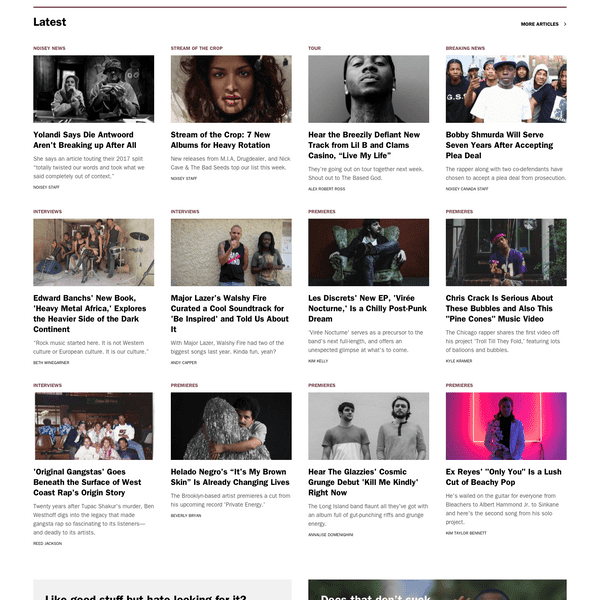 Latest
MORE ARTICLES
NOISEY NEWS
Yolandi Says Die Antwoord
Aren't Breaking up After All
She says an article touting their 2017 split
"totally twisted our words and took what we
said completely out of context."
NOISEY STAFF
STREAM OF THE CROP
Stream of the Crop: 7 New
Albums for Heavy Rotation
New releases from M.I.A, Drugdealer, and Nick
Cave & The Bad Seeds top our list this week.
NOISEY STAFF
TOUR
Hear the Breezily Defiant New
Track from Lil B and Clams
Casino, "Live My Life"
They're going out on tour together next week.
Shout out to The Based God.
ALEX ROBERT ROSS
BREAKING NEWS
Bobby Shmurda Will Serve
Seven Years After Accepting
Plea Deal
The rapper along with two co-defendants have
chosen to accept a plea deal from prosecution.
NOISEY CANADA STAFF
INTERVIEWS
Edward Banchs' New Book,
'Heavy Metal Africa,' Explores
the Heavier Side of the Dark
Continent
"Rock music started here. It is not Western
culture or European culture. It is our culture."
BETH WINEGARNER
INTERVIEWS
Major Lazer's Walshy Fire
Curated a Cool Soundtrack for
'Be Inspired' and Told Us About
It
With Major Lazer, Walshy Fire had two of the
biggest songs last year. Kinda fun, yeah?
ANDY CAPPER
PREMIERES
Les Discrets' New EP, 'Virée
Nocturne,' Is a Chilly Post-Punk
Dream
'Virée Nocturne' serves as a precursor to the
band's next full-length, and offers an
unexpected glimpse at what's to come.
KIM KELLY
PREMIERES
Chris Crack Is Serious About
These Bubbles and Also This
"Pine Cones" Music Video
The Chicago rapper shares the first video off
his project 'Troll Till They Fold,' featuring lots
of balloons and bubbles.
KYLE KRAMER
INTERVIEWS
'Original Gangstas' Goes
Beneath the Surface of West
Coast Rap's Origin Story
Twenty years after Tupac Shakur's murder, Ben
Westhoff digs into the legacy that made
gangsta rap so fascinating to its listeners—
and deadly to its artists.
REED JACKSON
PREMIERES
Helado Negro's "It's My Brown
Skin" Is Already Changing Lives
The Brooklyn-based artist premieres a cut from
his upcoming record 'Private Energy.'
BEVERLY BRYAN
PREMIERES
Hear The Glazzies' Cosmic
Grunge Debut 'Kill Me Kindly'
Right Now
The Long Island band flaunt all they've got with
an album full of gut-punching riffs and grunge
energy.
ANNALISE DOMENIGHINI
PREMIERES
Ex Reyes' "Only You" Is a Lush
Cut of Beachy Pop
He's wailed on the guitar for everyone from
Bleachers to Albert Hammond Jr. to Sinkane
and here's the second song from his solo
project.
KIM TAYLOR BENNETT
Like good stuff but hate looking for it?
Does that don't suck